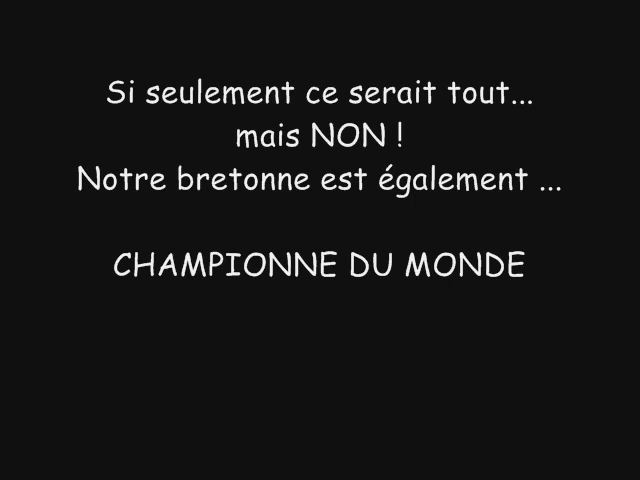 Si seulement ce serait tout...
mais NON !
Notre bretonne est également ...
CHAMPIONNE DU MONDE